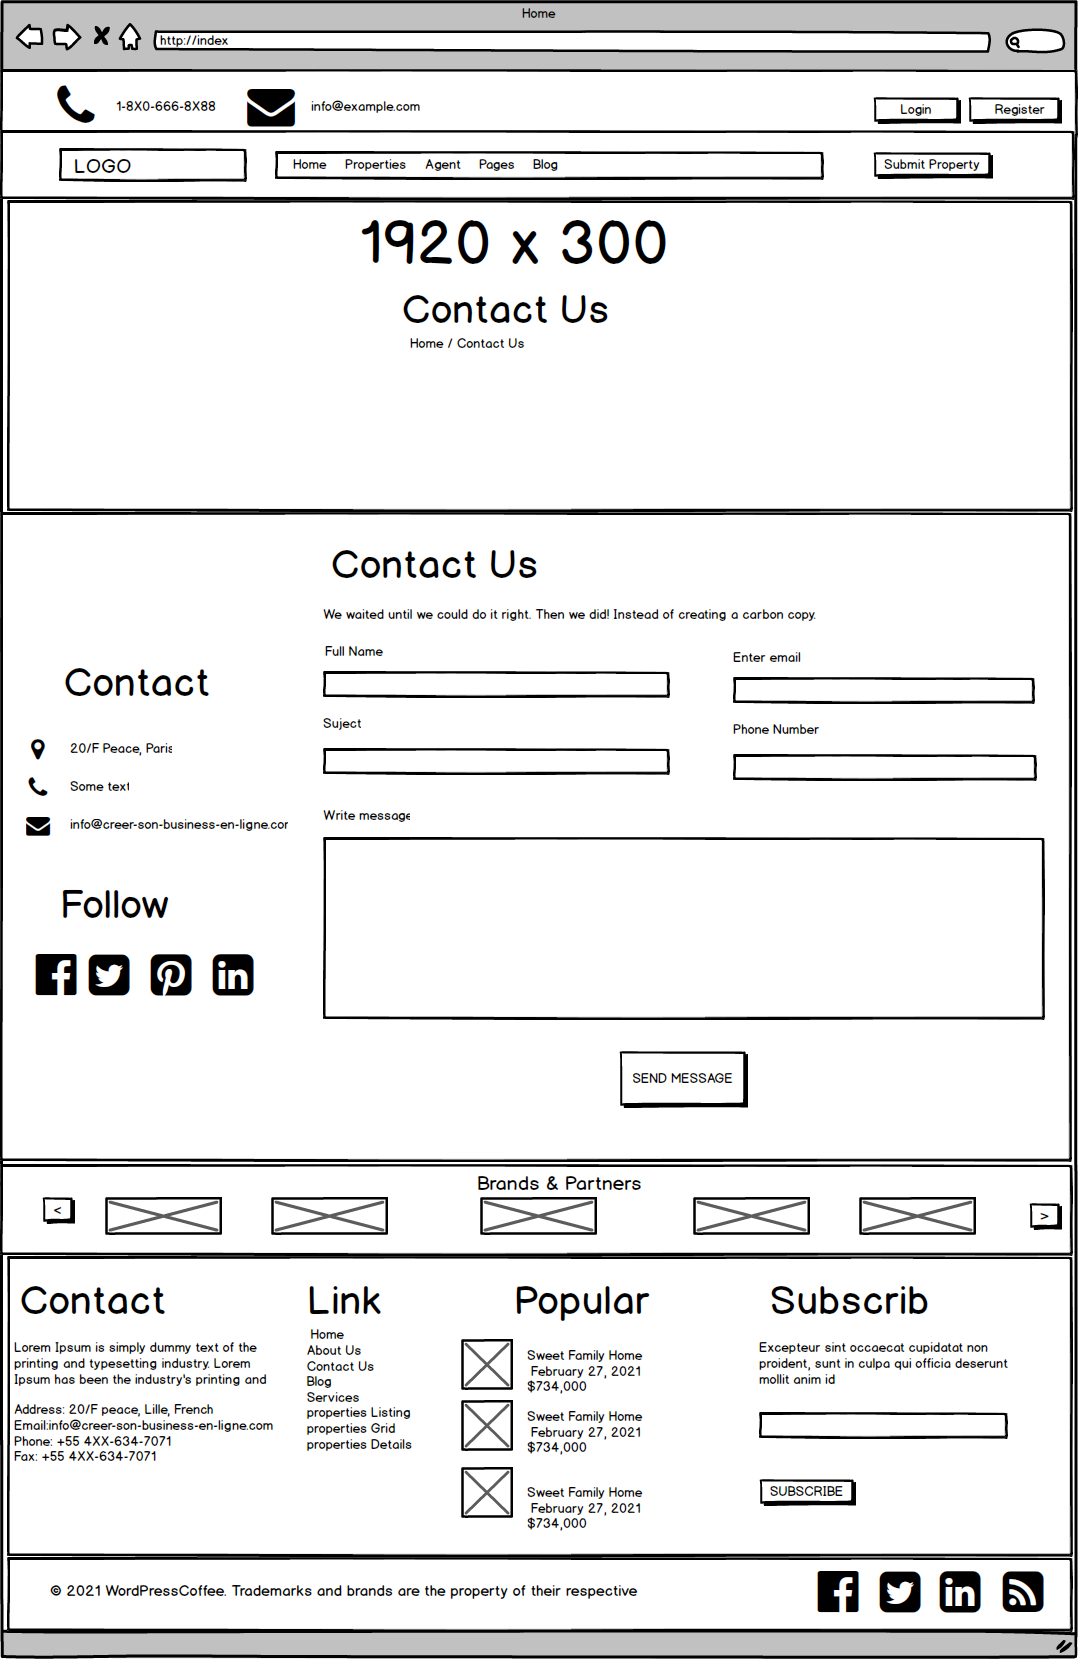 Home
http://index
1-8X0-666-8X88
info@example.com
Login
Register
LOGO
Home Properties Agent Pages Blog
Submit Property
1920 x 300
Contact Us
Home / Contact Us
Contact Us
We waited until we could do it right. Then we did! Instead of creating a carbon copy.
Full Name
Enter email
Suject
Phone Number
Write message
SEND MESSAGE
Contact
20/F Peace, Paris
Some text
info@creer-son-business-en-ligne.cor
Follow
Brands & Partners
<
>
Contact
Lorem Ipsum is simply dummy text of the
printing and typesetting industry. Lorem
Ipsum has been the industry's printing and
Address: 20/F peace, Lille, French
Email:info@creer-son-business-en-ligne.com
Phone: +55 4XX-634-7071
Fax: +55 4XX-634-7071
Link
Home
About Us
Contact Us
Blog
Services
properties Listing
properties Grid
properties Details
Popular
Sweet Family Home
February 27, 2021
$734,000
Sweet Family Home
February 27, 2021
$734,000
Sweet Family Home
February 27, 2021
$734,000
Subscrib
Excepteur sint occaecat cupidatat non
proident, sunt in culpa qui officia deserunt
mollit anim id
SUBSCRIBE
© 2021 WordPressCoffee. Trademarks and brands are the property of their respective